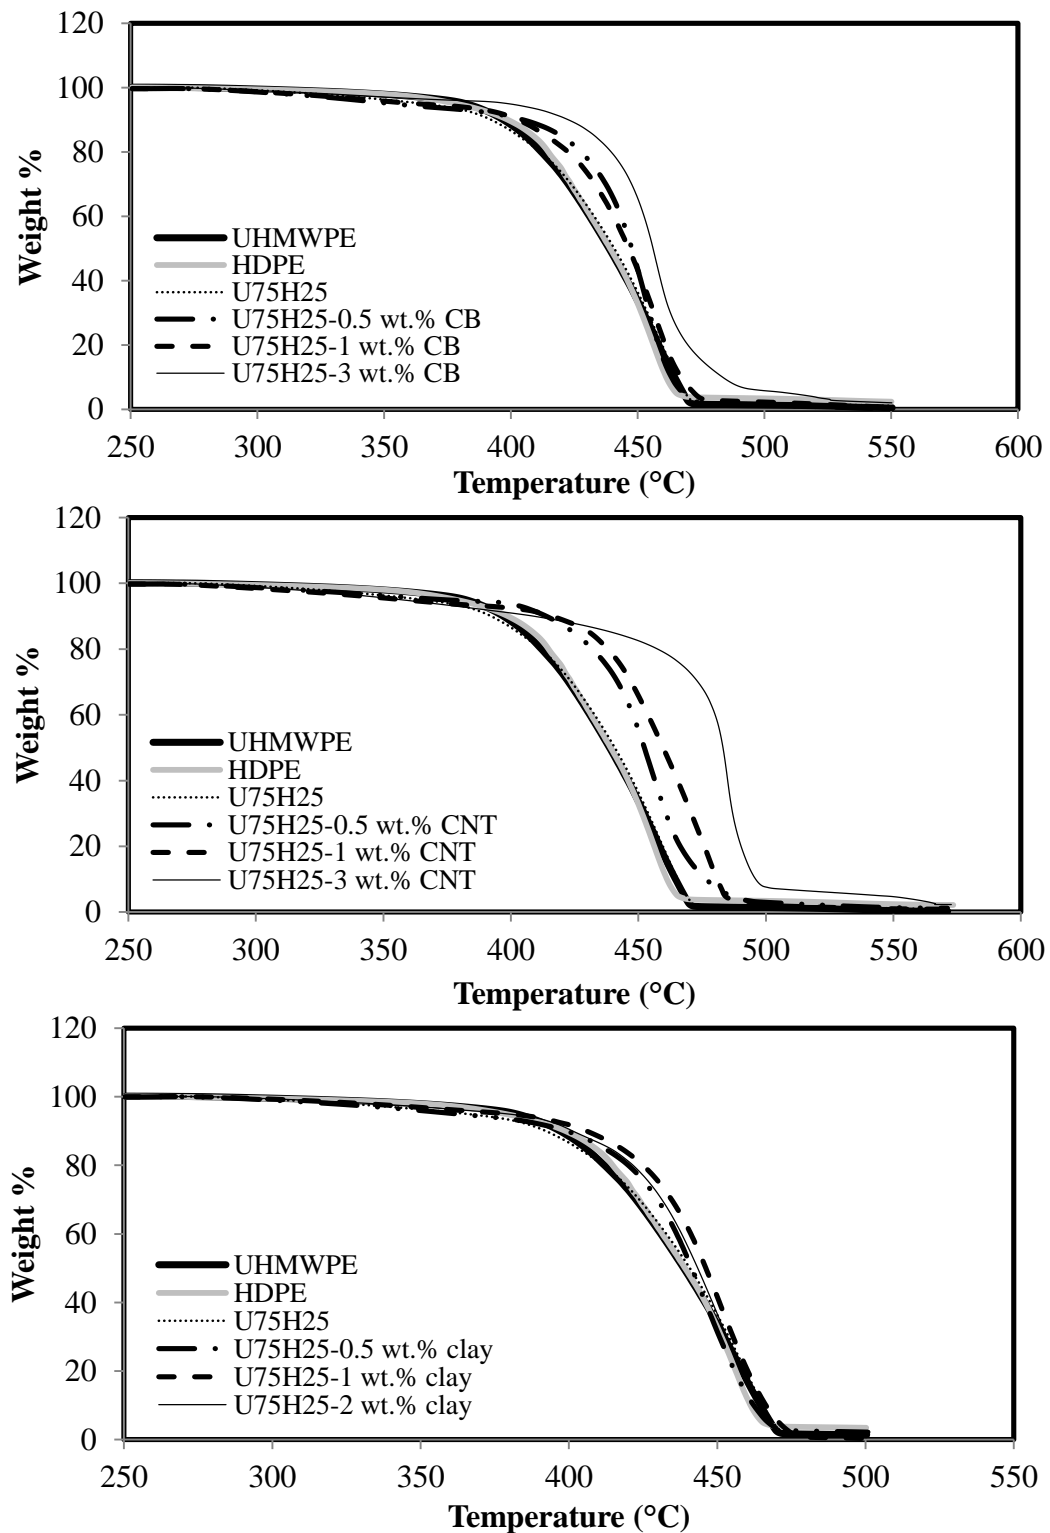 120
100
80
60
40
20
0
Weight %
UHMWPE
HDPE
U75H25
U75H25-0.5 wt.% CB
U75H25-1 wt.% CB
U75H25-3 wt.% CB
250 300 350 400 450 500 550 600
Temperature (°C)
120
100
80
60
40
20
0
Weight %
UHMWPE
HDPE
U75H25
U75H25-0.5 wt.% CNT
U75H25-1 wt.% CNT
U75H25-3 wt.% CNT
250 300 350 400 450 500 550 600
Temperature (°C)
120
100
80
60
40
20
0
Weight %
UHMWPE
HDPE
U75H25
U75H25-0.5 wt.% clay
U75H25-1 wt.% clay
U75H25-2 wt.% clay
250 300 350 400 450 500 550
Temperature (°C)